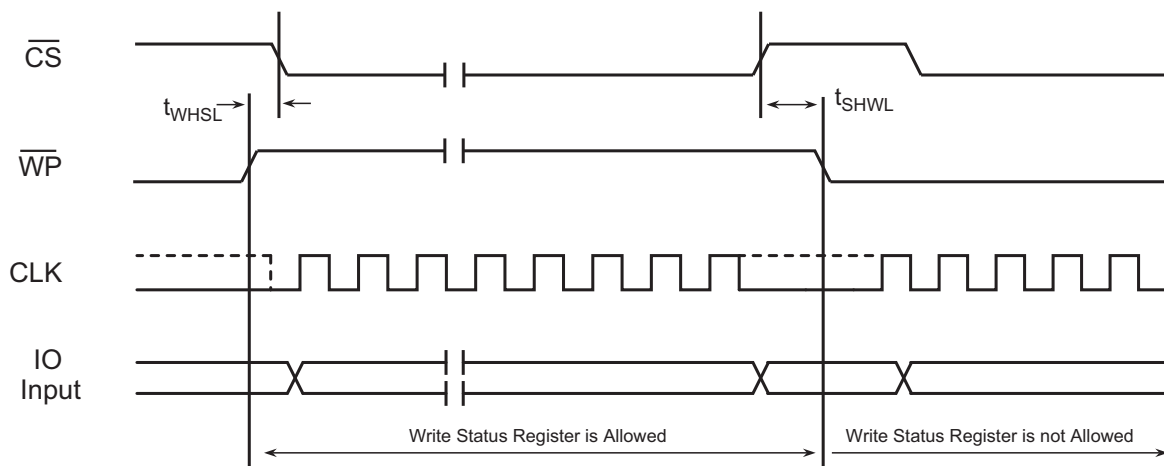 CS
tWHSL
tSHWL
WP
CLK
IO
Input
Write Status Register is Allowed
Write Status Register is not Allowed